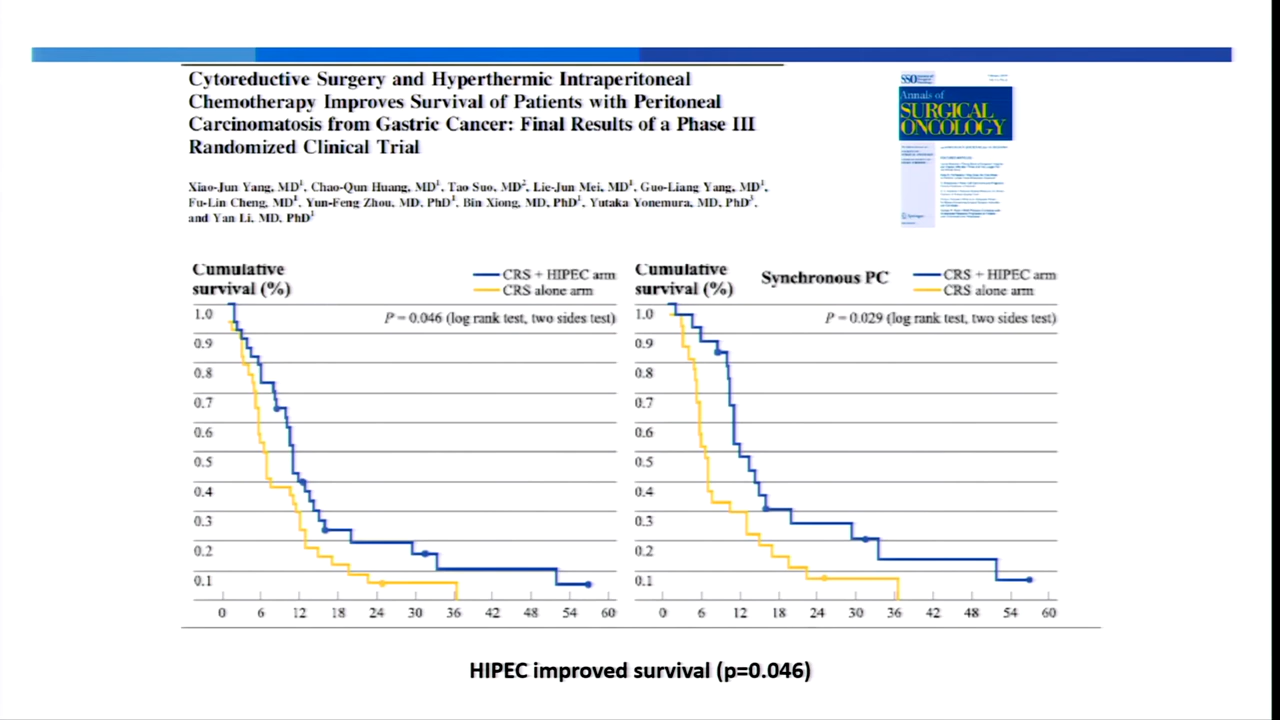 Cytoreductive Surgery and Hyperthermic Intraperitoneal
Chemotherapy Improves Survival of Patients with Peritoneal
Carcinomatosis from Gastric Cancer: Final Results of a Phase III
Randomized Clinical Trial
Xiao-Jun Yang, MD¹, Chao-Qun Huang, MD¹, Tao Suo, MD², Lie-Jun Mei, MD¹, Guo-Liang Yang, MD¹,
Fu-Lin Yun-Feng Zhou, MD, PhD¹, Bin Xiong, MD, PhD¹, Yutaka Yonemura, MD, PhD³,
and Yan Li, MD, PhD¹
SSO
Annals of
SURGICAL
ONCOLOGY
Springer
Cumulative
survival (%)
CRS + HIPEC arm
CRS alone arm
P = 0.046 (log rank test, two sides test)
1.0
0.9
0.8
0.7
0.6
0.5
0.4
0.3
0.2
0.1
0 6 12 18 24 30 36 42 48 54 60
Cumulative
survival (%)
Synchronous PC
CRS + HIPEC arm
CRS alone arm
P = 0.029 (log rank test, two sides test)
1.0
0.9
0.8
0.7
0.6
0.5
0.4
0.3
0.2
0.1
0 6 12 18 24 30 36 42 48 54 60
HIPEC improved survival (p=0.046)